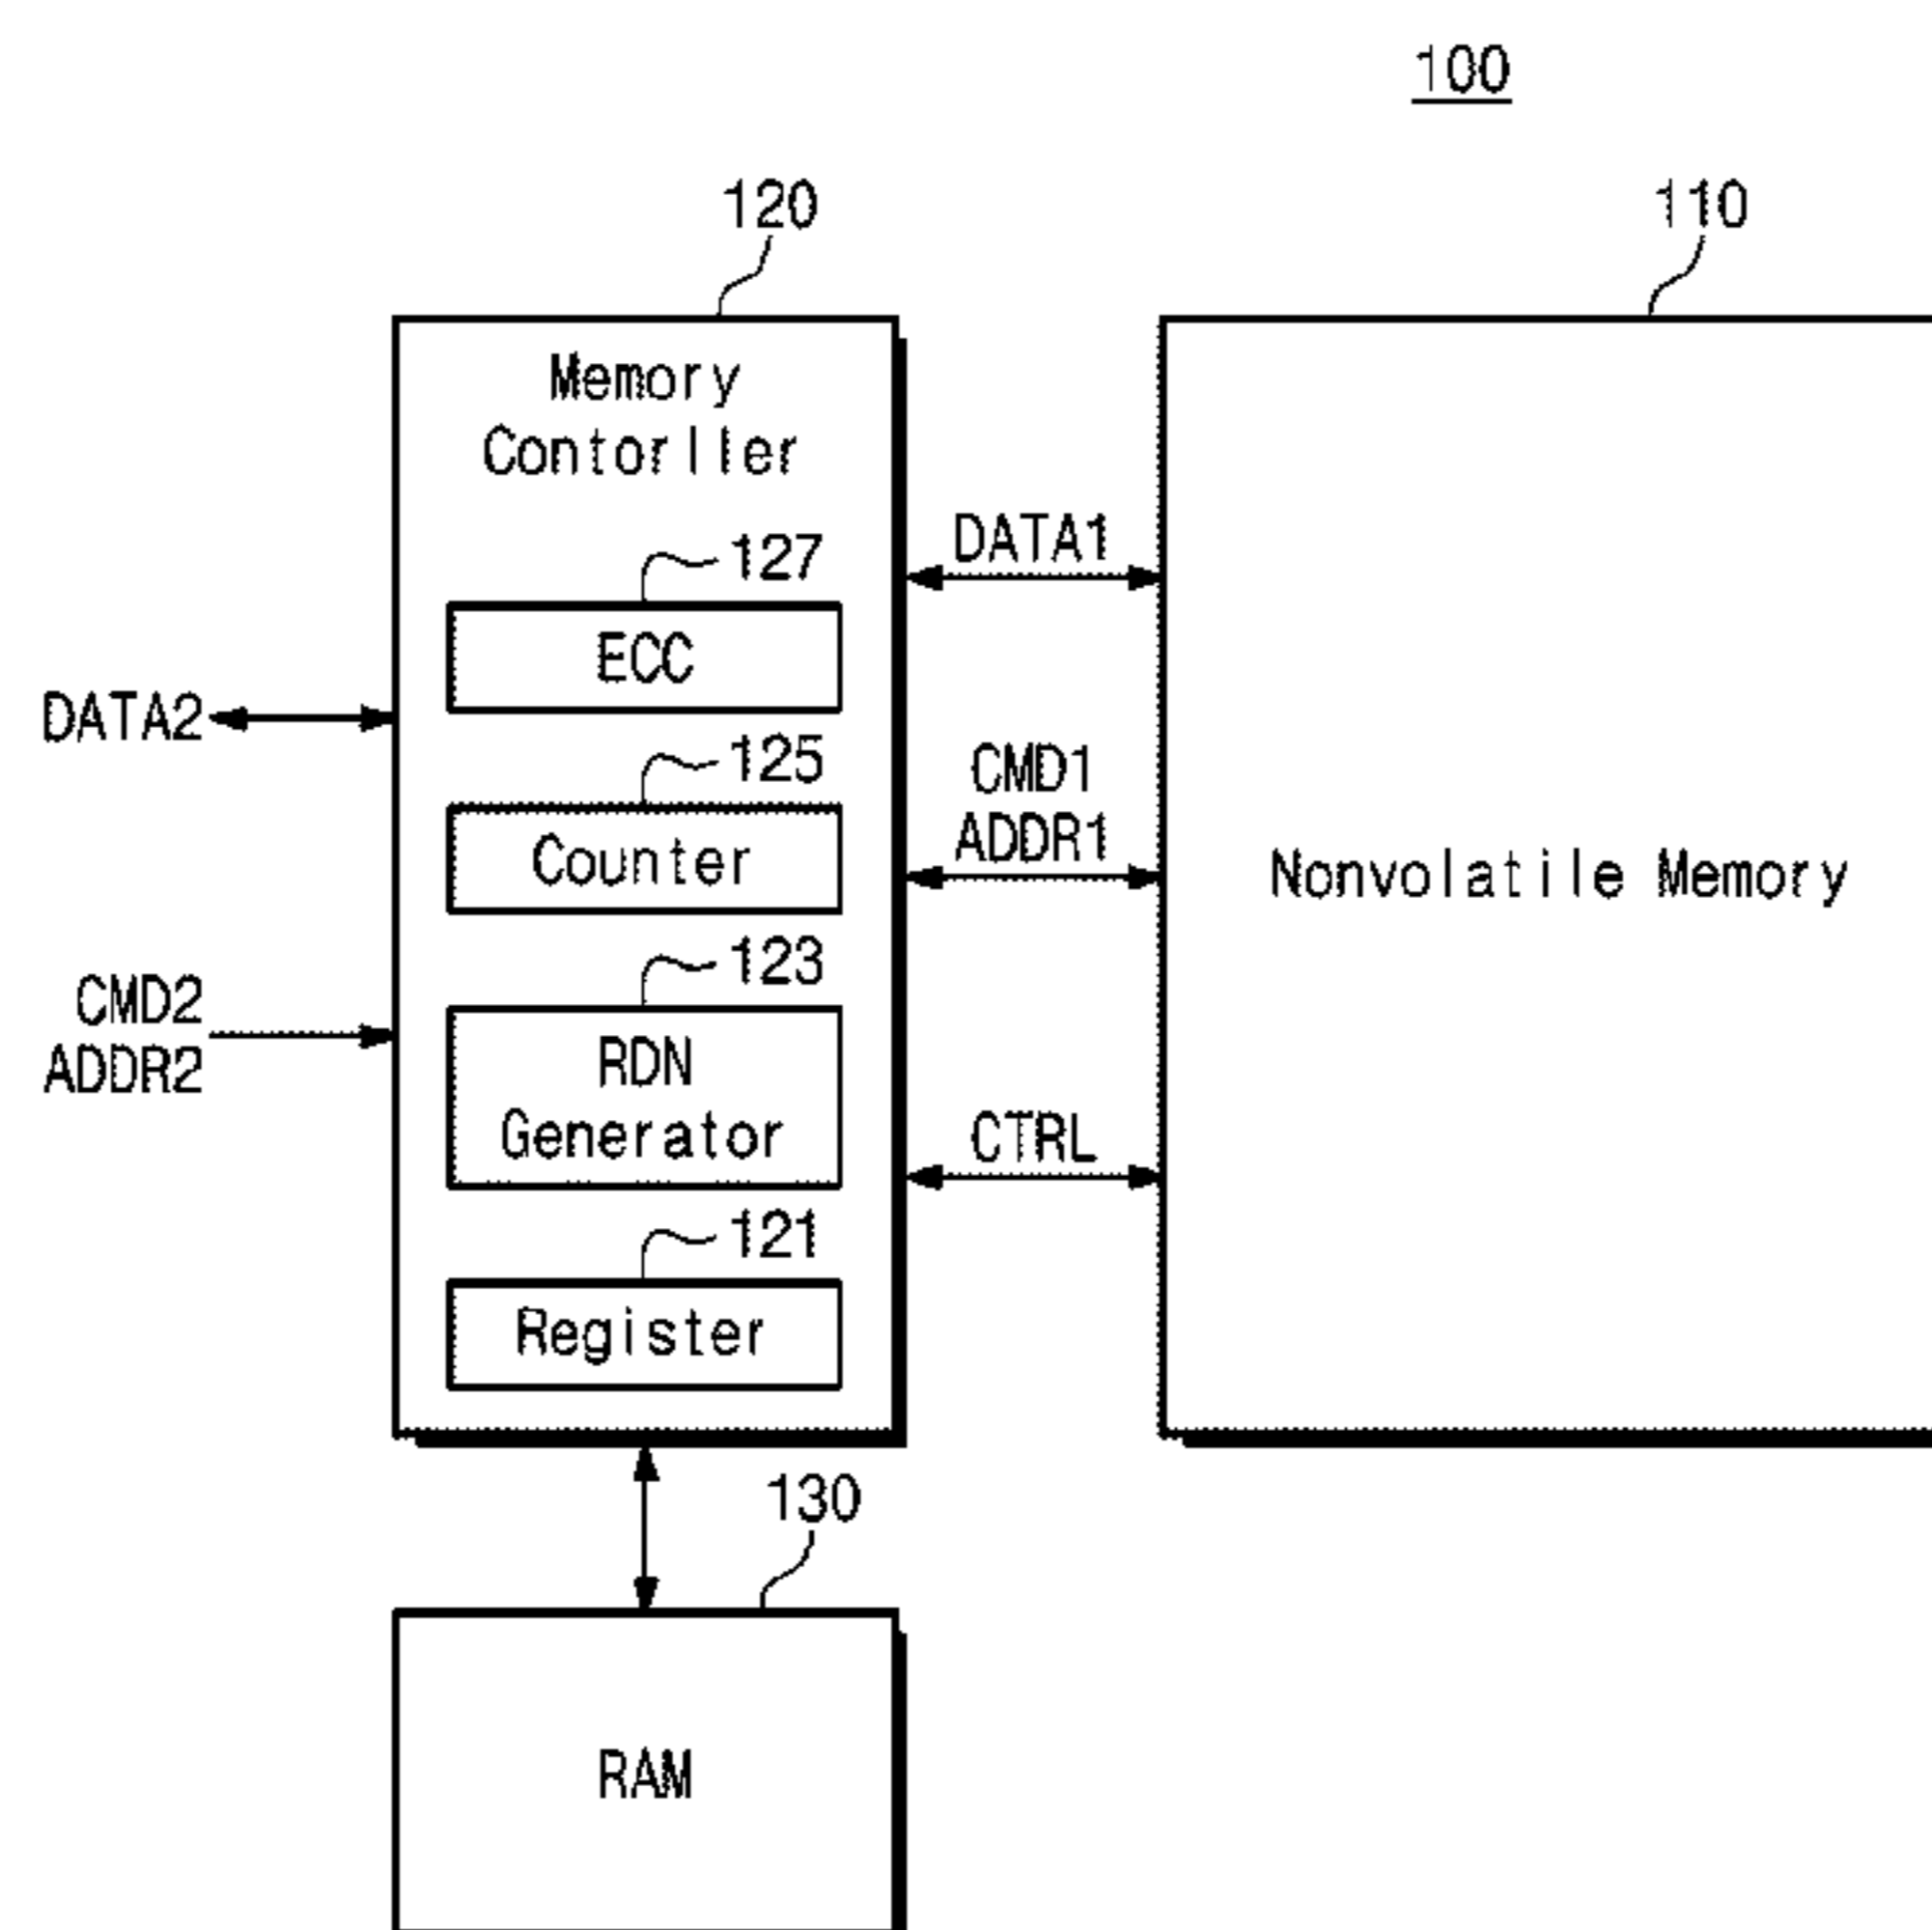 100
120
110
Memory
Contorller
127
DATA1
ECC
DATA2
125
CMD1
ADDR1
Counter
Nonvolatile Memory
123
CMD2
ADDR2
RDN
Generator
CTRL
121
Register
130
RAM